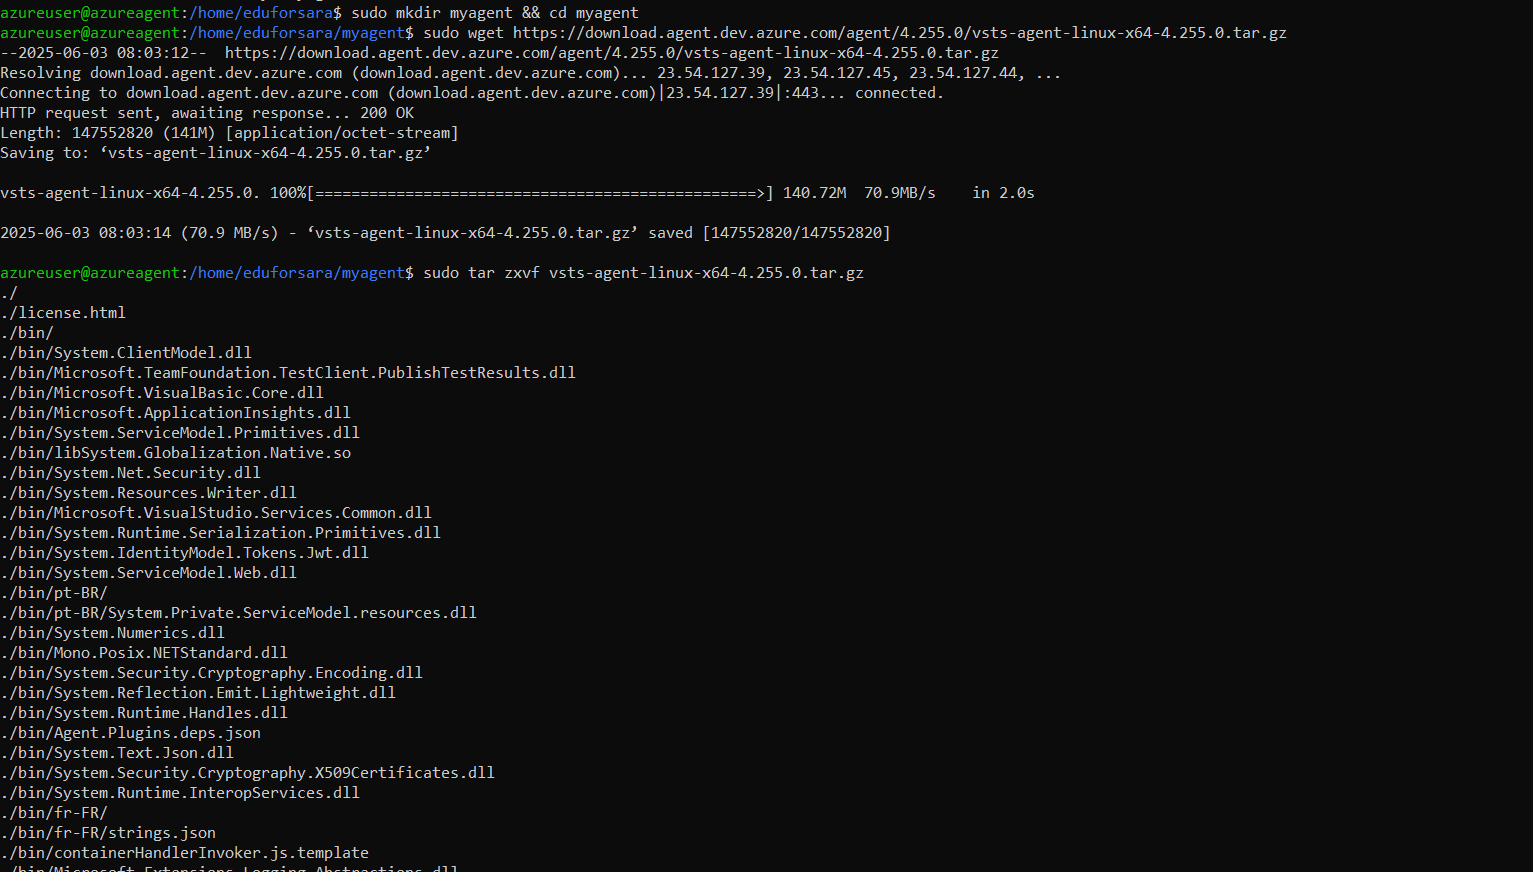 azureuser@azureagent:/home/eduforsara$ sudo mkdir myagent && cd myagent
azureuser@azureagent:/home/eduforsara/myagent$ sudo wget https://download.agent.dev.azure.com/agent/4.255.0/vsts-agent-linux-x64-4.255.0.tar.gz
--2025-06-03 08:03:12--  https://download.agent.dev.azure.com/agent/4.255.0/vsts-agent-linux-x64-4.255.0.tar.gz
Resolving download.agent.dev.azure.com (download.agent.dev.azure.com)... 23.54.127.39, 23.54.127.45, 23.54.127.44, ...
Connecting to download.agent.dev.azure.com (download.agent.dev.azure.com)|23.54.127.39|:443... connected.
HTTP request sent, awaiting response... 200 OK
Length: 147552820 (141M) [application/octet-stream]
Saving to: ‘vsts-agent-linux-x64-4.255.0.tar.gz’
vsts-agent-linux-x64-4.255.0. 100%[=================================================>] 140.72M  70.9MB/s    in 2.0s
2025-06-03 08:03:14 (70.9 MB/s) - ‘vsts-agent-linux-x64-4.255.0.tar.gz’ saved [147552820/147552820]
azureuser@azureagent:/home/eduforsara/myagent$ sudo tar zxvf vsts-agent-linux-x64-4.255.0.tar.gz
./
./license.html
./bin/
./bin/System.ClientModel.dll
./bin/Microsoft.TeamFoundation.TestClient.PublishTestResults.dll
./bin/Microsoft.VisualBasic.Core.dll
./bin/Microsoft.ApplicationInsights.dll
./bin/System.ServiceModel.Primitives.dll
./bin/libSystem.Globalization.Native.so
./bin/System.Net.Security.dll
./bin/System.Resources.Writer.dll
./bin/Microsoft.VisualStudio.Services.Common.dll
./bin/System.Runtime.Serialization.Primitives.dll
./bin/System.IdentityModel.Tokens.Jwt.dll
./bin/System.ServiceModel.Web.dll
./bin/pt-BR/
./bin/pt-BR/System.Private.ServiceModel.resources.dll
./bin/System.Numerics.dll
./bin/Mono.Posix.NETStandard.dll
./bin/System.Security.Cryptography.Encoding.dll
./bin/System.Reflection.Emit.Lightweight.dll
./bin/System.Runtime.Handles.dll
./bin/Agent.Plugins.deps.json
./bin/System.Text.Json.dll
./bin/System.Security.Cryptography.X509Certificates.dll
./bin/System.Runtime.InteropServices.dll
./bin/fr-FR/
./bin/fr-FR/strings.json
./bin/containerHandlerInvoker.js.template
./bin/Microsoft.Extensions.Logging.Abstractions.dll